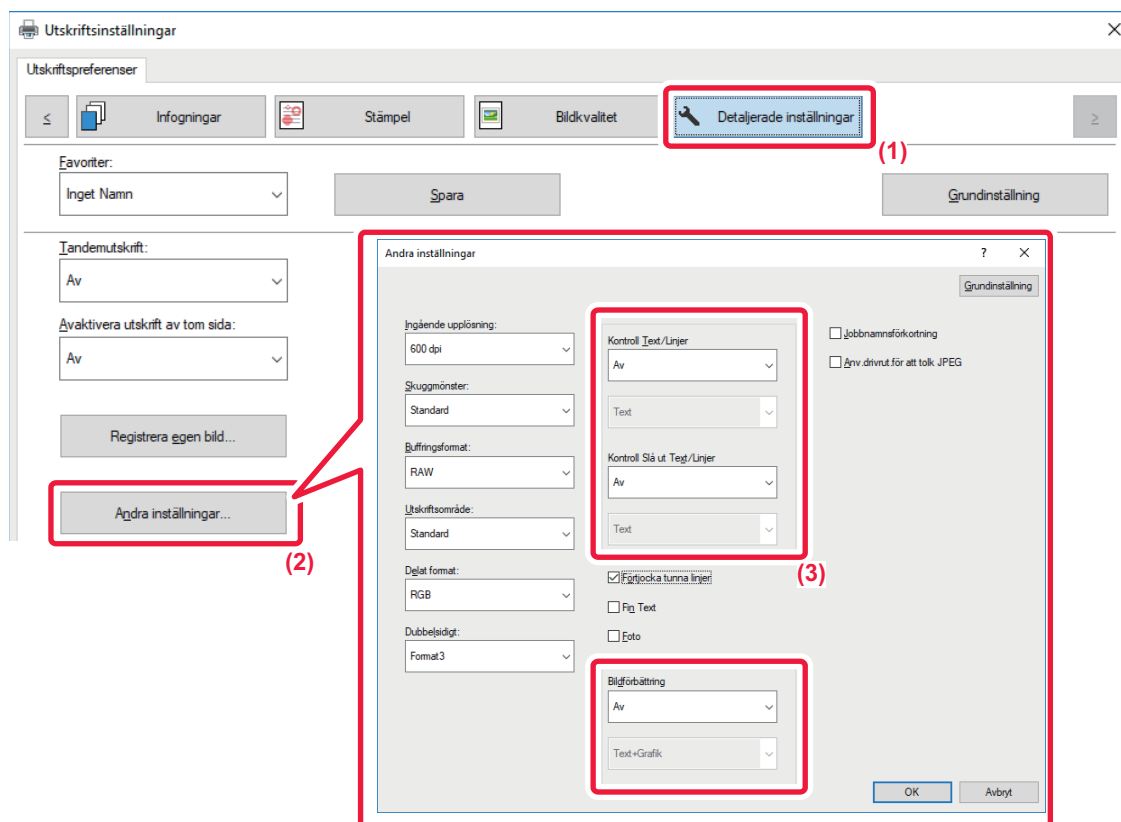 Utskriftsinställningar
Utskriftspreferenser
≤ Infogningar Stämpel Bildkvalitet Detaljerade inställningar ≥
(1)
Favoriter:
Inget Namn Spara Grundinställning
Tandemutskrift:
Av
Avaktivera utskrift av tom sida:
Av
Registrera egen bild...
Andra inställningar...
(2)
Andra inställningar ?
Grundinställning
Ingående upplösning:
600 dpi
Skuggmönster:
Standard
Buffringsformat:
RAW
Utskriftsområde:
Standard
Delat format:
RGB
Dubbelsidigt:
Format3
Kontroll Text/Linjer
Av
Text
Kontroll Slå ut Text/Linjer
Av
Text
(3)
Förtjocka tunna linjer
Fin Text
Foto
Bildförbättring
Av
Text+Grafik
Jobbnamnsförkortning
Anv.drivrut.för att tolk JPEG
OK Avbryt